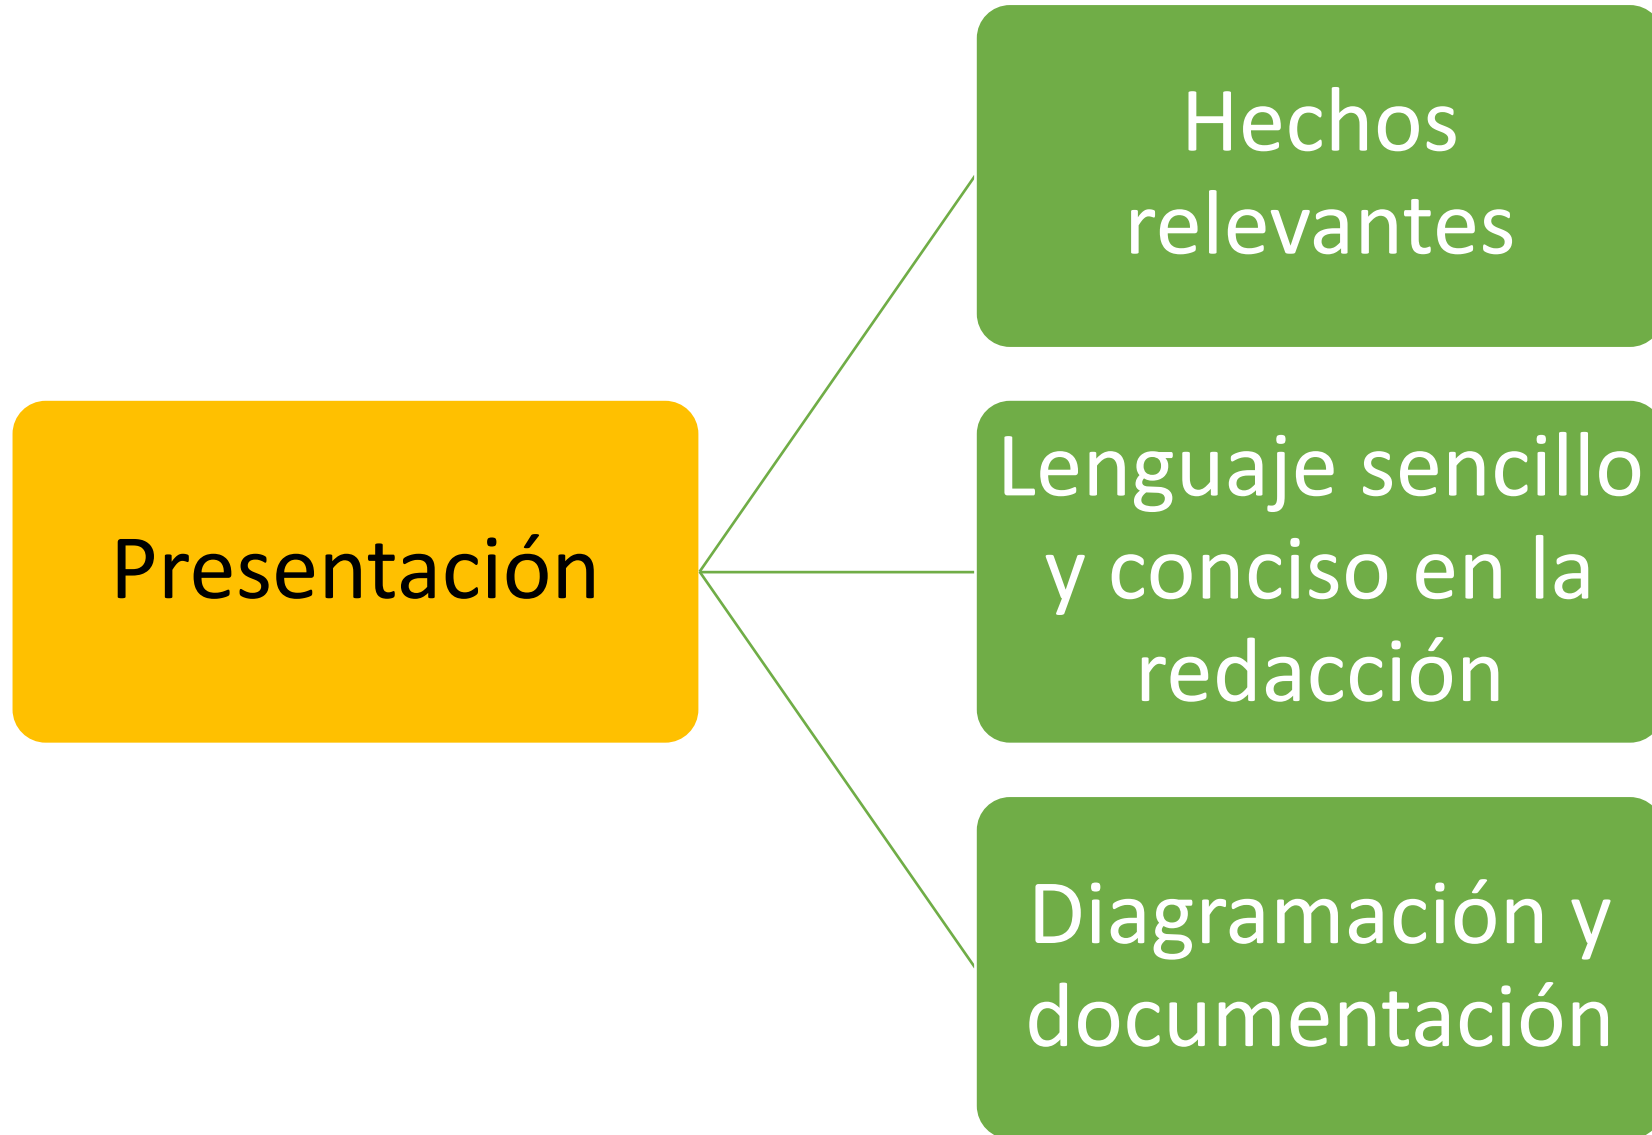 Presentación
Hechos
relevantes
Lenguaje sencillo
y conciso en la
redacción
Diagramación y
documentación